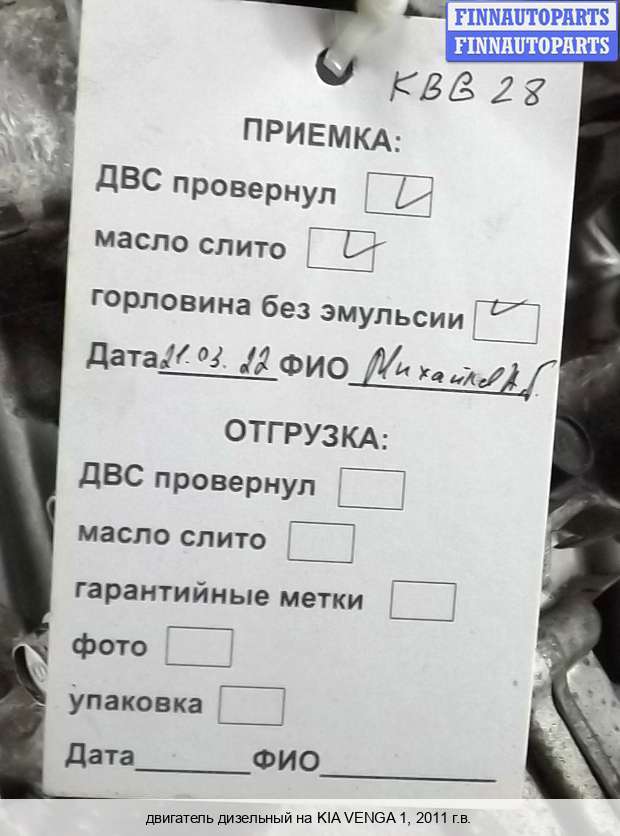 FINNAUTOPARTS
FINNAUTOPARTS
КВG 28
ПРИЕМКА:
ДВС провернул
масло слито
горловина без эмульсии
Дата 21.03.22 ФИО
ОТГРУЗКА:
ДВС провернул
масло слито
гарантийные метки
фото
упаковка
Дата ФИО
двигатель дизельный на KIA VENGA 1, 2011 г.в.